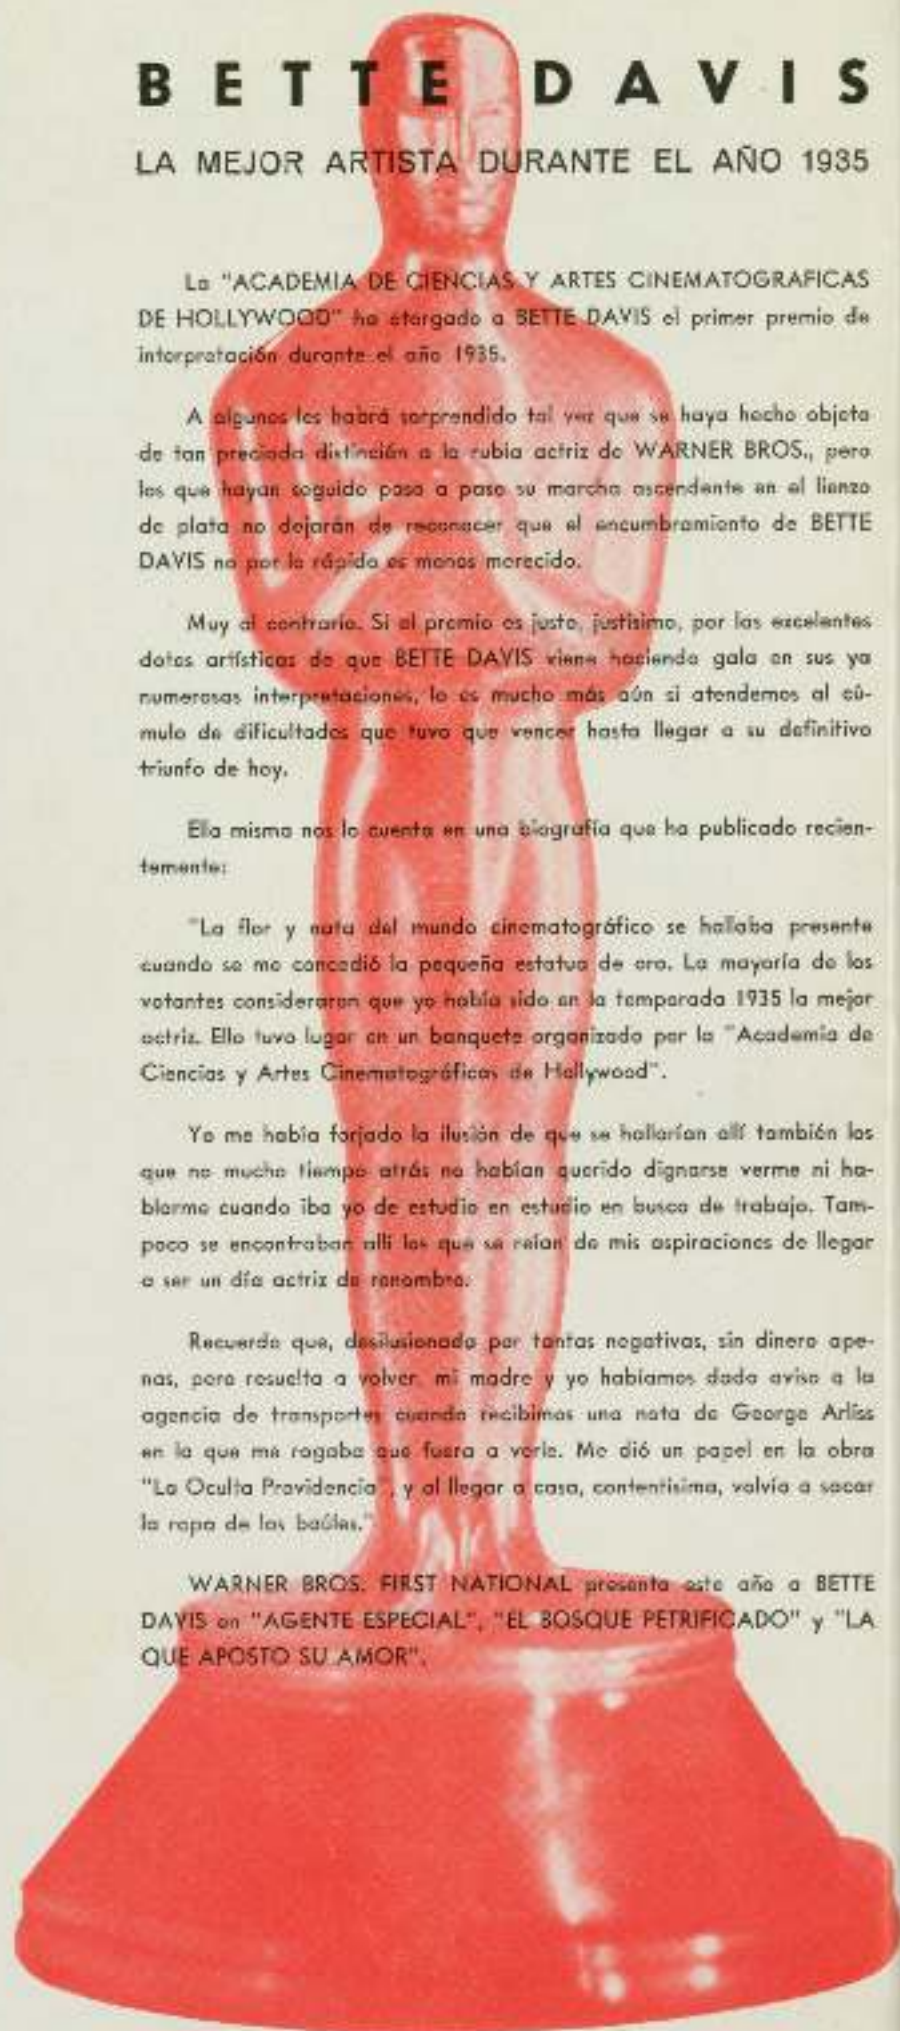 BETTE DAVIS
LA MEJOR ARTISTA DURANTE EL AÑO 1935
La "ACADEMIA DE CIENCIAS Y ARTES CINEMATOGRAFICAS
DE HOLLYWOOD" ha otorgado a BETTE DAVIS el primer premio de
interpretación durante el año 1935.
A algunos les habrá sorprendido tal vez que se haya hecho objeto
de tan preciada distinción a la rubia actriz de WARNER BROS., pero
los que hayan seguido paso a paso su marcha ascendente en el lienzo
de plata no dejarán de reconocer que el encumbramiento de BETTE
DAVIS no por lo rápido es menos merecido.
Muy al contrario. Si el premio es justo, justísimo, por las excelentes
dotes artísticas de que BETTE DAVIS viene haciendo gala en sus ya
numerosas interpretaciones, lo es mucho más aún si atendemos al cú-
mulo de dificultades que tuvo que vencer hasta llegar a su definitivo
triunfo de hoy.
Ella misma nos lo cuenta en una biografía que ha publicado recien-
temente:
"La flor y nata del mundo cinematográfico se hallaba presente
cuando se me concedió la pequeña estatua de oro. La mayoría de los
votantes consideraron que yo había sido en la temporada 1935 la mejor
actriz. Ello tuvo lugar en un banquete organizado por la "Academia de
Ciencias y Artes Cinematográficas de Hollywood".
Yo me había forjado la ilusión de que se hallarían allí también los
que no mucho tiempo atrás no habían querido dignarse verme ni ha-
blarme cuando iba yo de estudio en estudio en busca de trabajo. Tam-
poco se encontraban allí los que se reían de mis aspiraciones de llegar
a ser un día actriz de renombre.
Recuerdo que, desilusionada por tantas negativas, sin dinero ape-
nas, pero resuelta a volver, mi madre y yo habíamos dado aviso a la
agencia de transportes cuando recibimos una nota de George Arliss
en la que me rogaba que fuera a verle. Me dió un papel en la obra
"La Oculta Providencia", y al llegar a casa, contentísima, volvía a sacar
la ropa de los baúles."
WARNER BROS. FIRST NATIONAL presenta este año a BETTE
DAVIS en "AGENTE ESPECIAL", "EL BOSQUE PETRIFICADO" y "LA
QUE APOSTO SU AMOR".